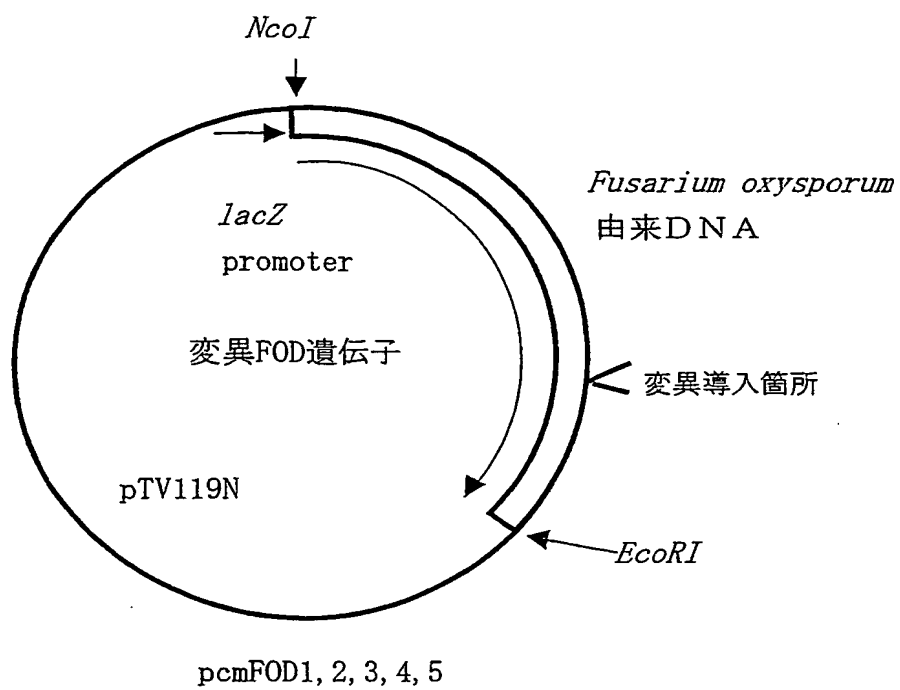 NcoI
Fusarium oxysporum
由来DNA
lacZ
promoter
変異FOD遺伝子
変異導入箇所
pTV119N
EcoRI
pcmFOD1,2,3,4,5